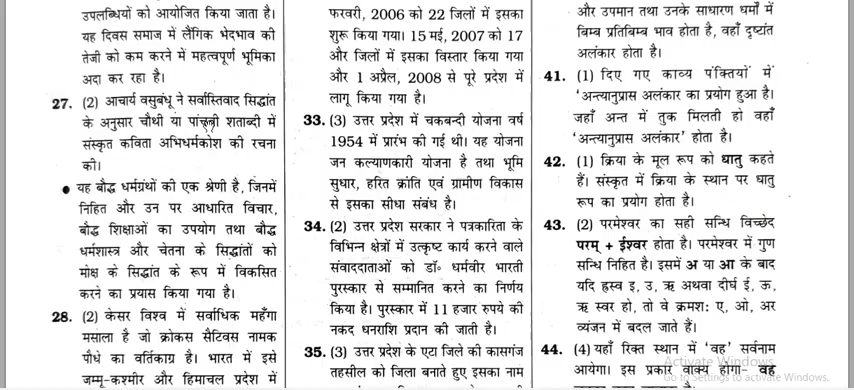 उपलब्धियों को आयोजित किया जाता है।
यह दिवस समाज में लैंगिक भेदभाव की
तेजी को कम करने में महत्वपूर्ण भूमिका
अदा कर रहा है।
27. (2) आचार्य वसुबंधू ने सर्वास्तिवाद सिद्धांत
के अनुसार चौथी या पांचवी शताब्दी में
संस्कृत कविता अभिधर्मकोश की रचना
की।
● यह बौद्ध धर्मग्रंथों की एक श्रेणी है, जिनमें
निहित और उन पर आधारित विचार,
बौद्ध शिक्षाओं का उपयोग तथा बौद्ध
धर्मशास्त्र और चेतना के सिद्धांतों को
मोक्ष के सिद्धांत के रूप में विकसित
करने का प्रयास किया गया है।
28. (2) केसर विश्व में सर्वाधिक महँगा
मसाला है जो क्रोकस सैटिवस नामक
पौधे का वर्तिकाग्र है। भारत में इसे
जम्मू-कश्मीर और हिमाचल प्रदेश में
फरवरी, 2006 को 22 जिलों में इसका
शुरू किया गया। 15 मई, 2007 को 17
और जिलों में इसका विस्तार किया गया
और 1 अप्रैल, 2008 से पूरे प्रदेश में
लागू किया गया है।
33. (3) उत्तर प्रदेश में चकबन्दी योजना वर्ष
1954 में प्रारंभ की गई थी। यह योजना
जन कल्याणकारी योजना है तथा भूमि
सुधार, हरित क्रांति एवं ग्रामीण विकास
से इसका सीधा संबंध है।
34. (2) उत्तर प्रदेश सरकार ने पत्रकारिता के
विभिन्न क्षेत्रों में उत्कृष्ट कार्य करने वाले
संवाददाताओं को डॉ॰ धर्मवीर भारती
पुरस्कार से सम्मानित करने का निर्णय
किया है। पुरस्कार में 11 हजार रुपये की
नकद धनराशि प्रदान की जाती है।
35. (3) उत्तर प्रदेश के एटा जिले की कासगंज
तहसील को जिला बनाते हुए इसका नाम
और उपमान तथा उनके साधारण धर्मों में
बिम्ब प्रतिबिम्ब भाव होता है, वहाँ दृष्टांत
अलंकार होता है।
41. (1) दिए गए काव्य पंक्तियों में
'अन्त्यानुप्रास अलंकार का प्रयोग हुआ है।
जहाँ अन्त में तुक मिलती हो वहाँ
'अन्त्यानुप्रास अलंकार' होता है।
42. (1) क्रिया के मूल रूप को धातु कहते
हैं। संस्कृत में क्रिया के स्थान पर धातु
रूप का प्रयोग होता है।
43. (2) परमेश्वर का सही सन्धि विच्छेद
परम् + ईश्वर होता है। परमेश्वर में गुण
सन्धि निहित है। इसमें अ या आ के बाद
यदि ह्रस्व इ, उ, ऋ अथवा दीर्घ ई, ऊ,
ऋ स्वर हो, तो वे क्रमश: ए, ओ, अर
व्यंजन में बदल जाते हैं।
44. (4) यहाँ रिक्त स्थान में 'वह' सर्वनाम
आयेगा। इस प्रकार वाक्य होगा– वह
Activate Windows
Go to Settings to activate Windows.